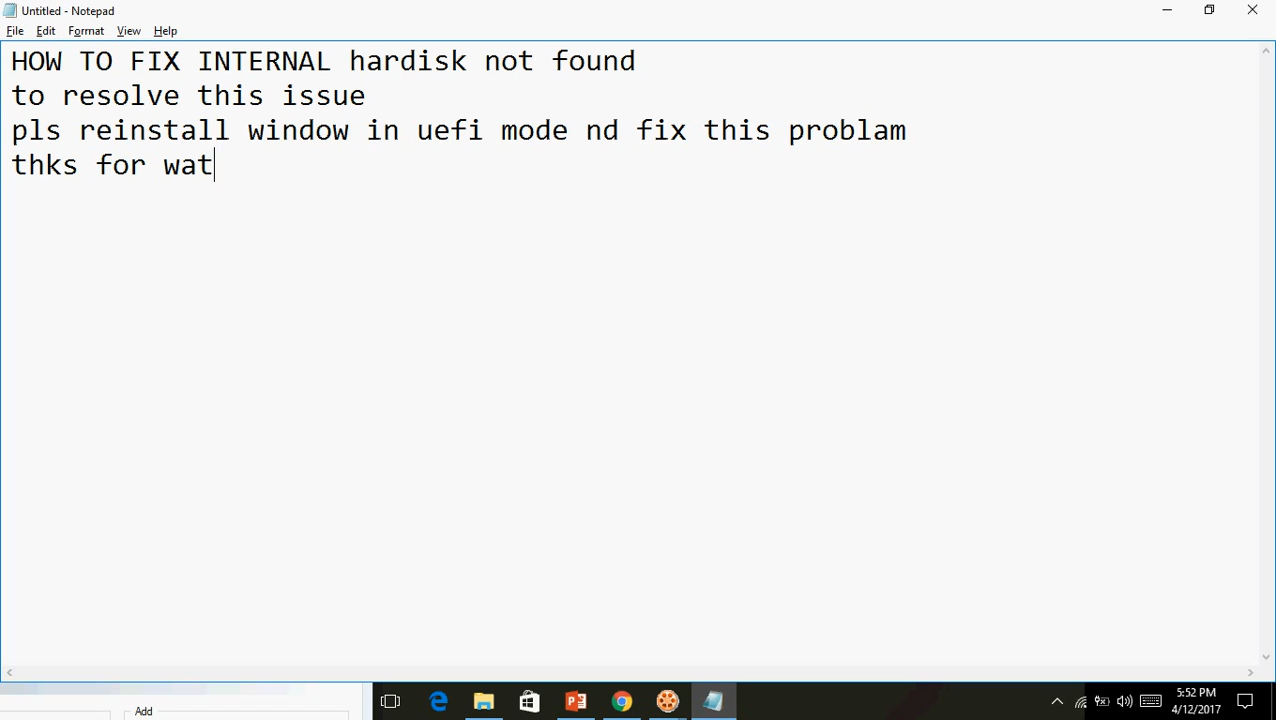 Untitled - Notepad
File Edit Format View Help
HOW TO FIX INTERNAL hardisk not found
to resolve this issue
pls reinstall window in uefi mode nd fix this problam
thks for wat
Add
5:52 PM
4/12/2017